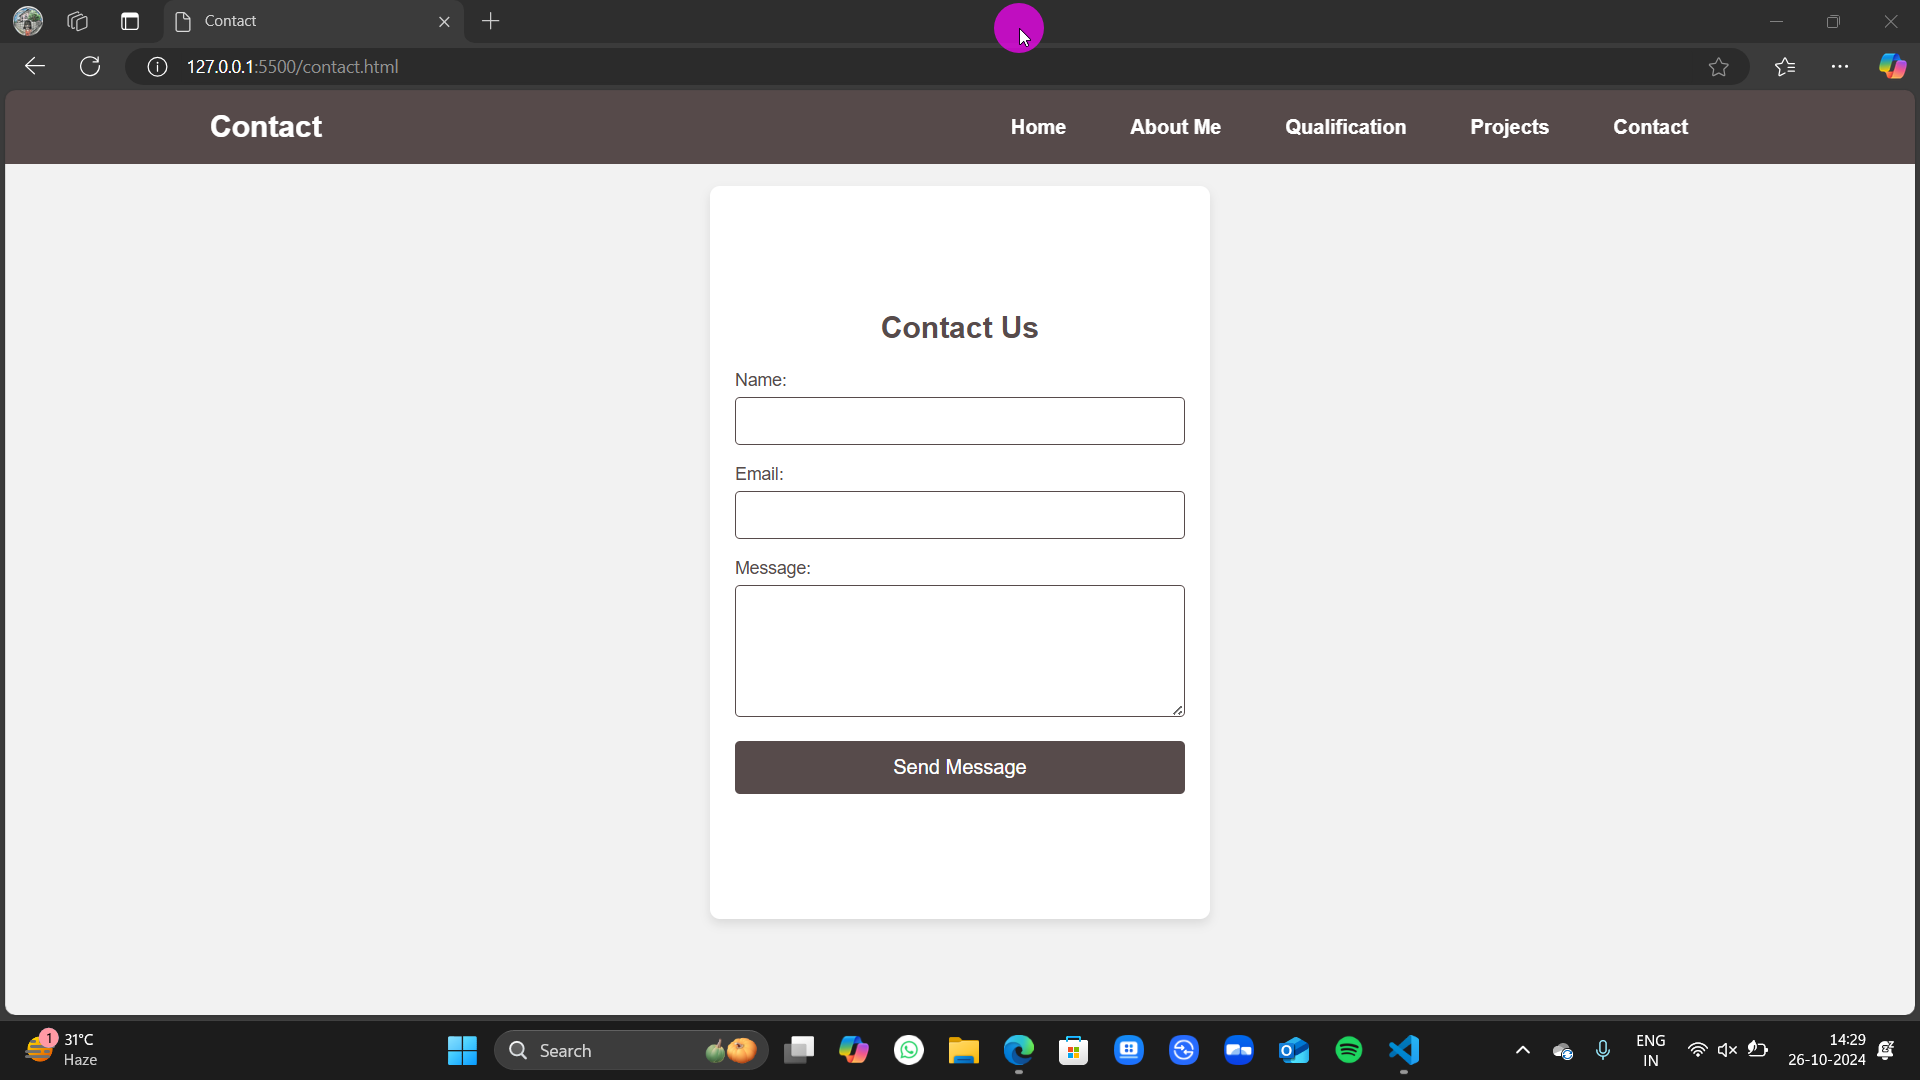 Contact
127.0.0.1:5500/contact.html
Contact Home About Me Qualification Projects Contact
Contact Us
Name:
Email:
Message:
Send Message
1
31°C
Haze
Search
ENG
IN
14:29
26-10-2024